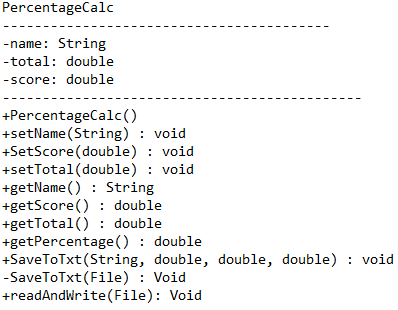 PercentageCalc
-----------------------------------------
-name: String
-total: double
-score: double
---------------------------------------------
+PercentageCalc()
+setName(String) : void
+SetScore(double) : void
+setTotal(double) : void
+getName() : String
+getScore() : double
+getTotal() : double
+getPercentage() : double
+SaveToTxt(String, double, double, double) : void
-SaveToTxt(File) : Void
+readAndWrite(File): Void